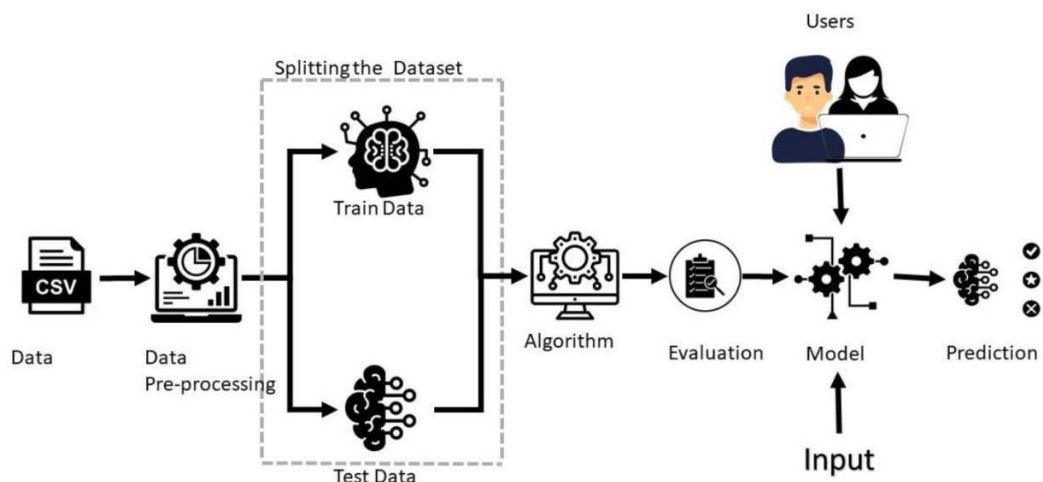 Users
Splitting the Dataset
Train Data
CSV
Data
Data
Pre-processing
Test Data
Algorithm
Evaluation
Model
Prediction
Input